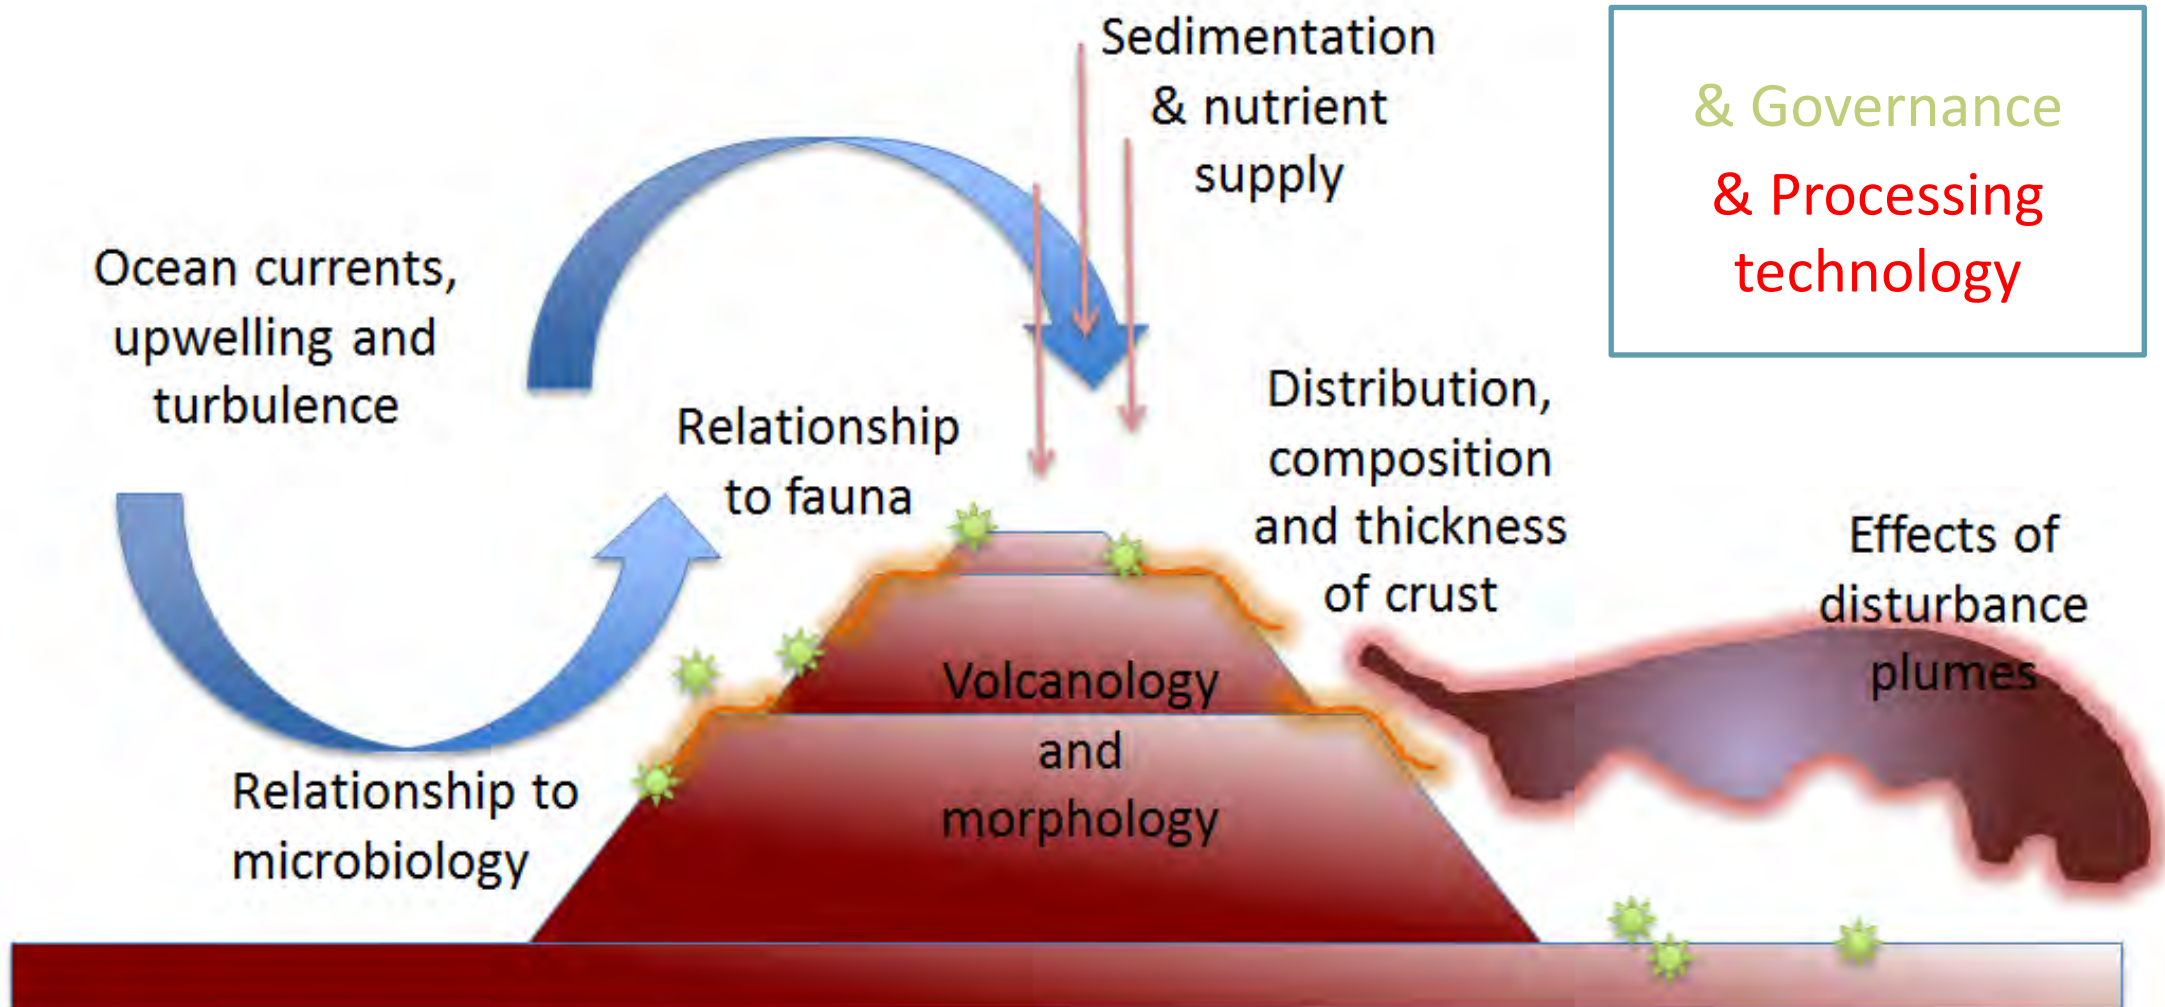 Sedimentation
& nutrient
supply
& Governance
& Processing
technology
Ocean currents,
upwelling and
turbulence
Relationship
to fauna
Distribution,
composition
and thickness
of crust
Effects of
disturbance
plumes
Volcanology
and
morphology
Relationship to
microbiology